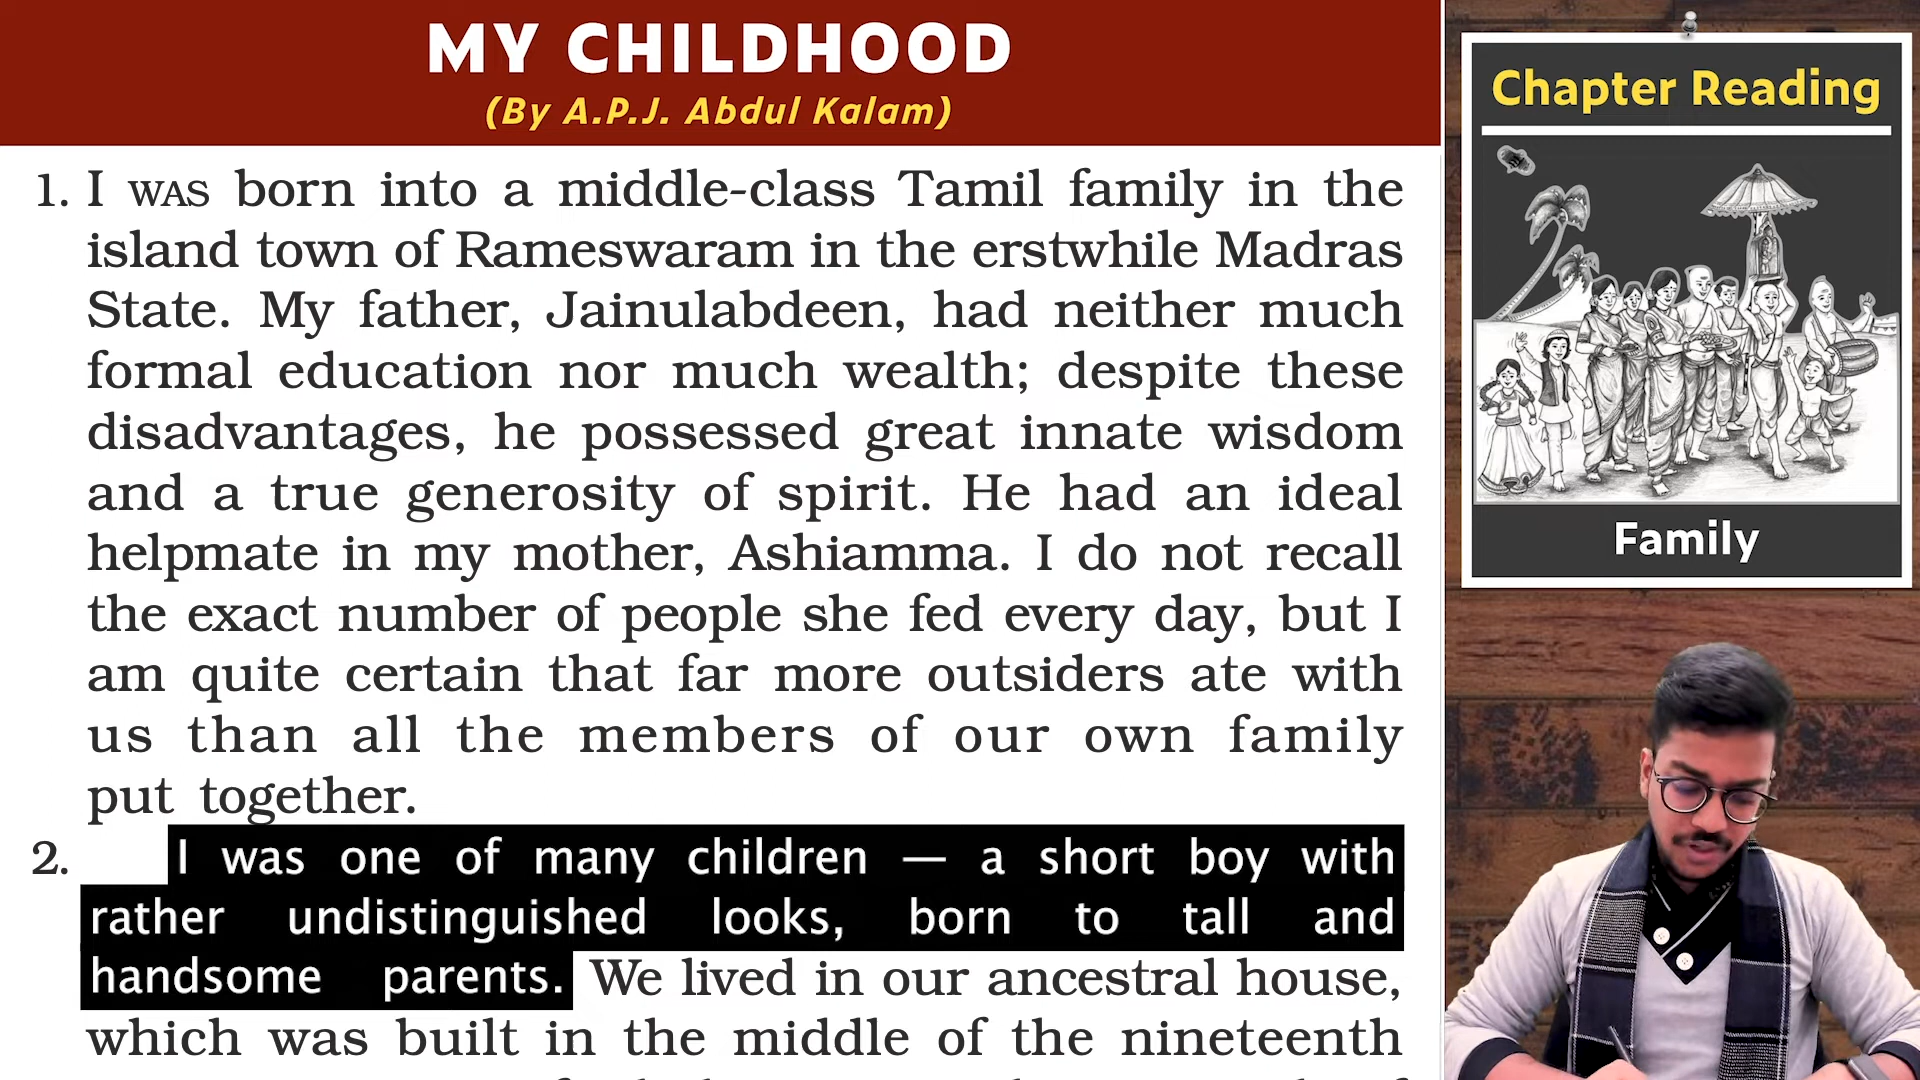 MY CHILDHOOD
(By A.P.J. Abdul Kalam)
1. I WAS born into a middle-class Tamil family in the
island town of Rameswaram in the erstwhile Madras
State. My father, Jainulabdeen, had neither much
formal education nor much wealth; despite these
disadvantages, he possessed great innate wisdom
and a true generosity of spirit. He had an ideal
helpmate in my mother, Ashiamma. I do not recall
the exact number of people she fed every day, but I
am quite certain that far more outsiders ate with
us than all the members of our own family
put together.
2. I was one of many children — a short boy with
rather undistinguished looks, born to tall and
handsome parents. We lived in our ancestral house,
which was built in the middle of the nineteenth
Chapter Reading
Family